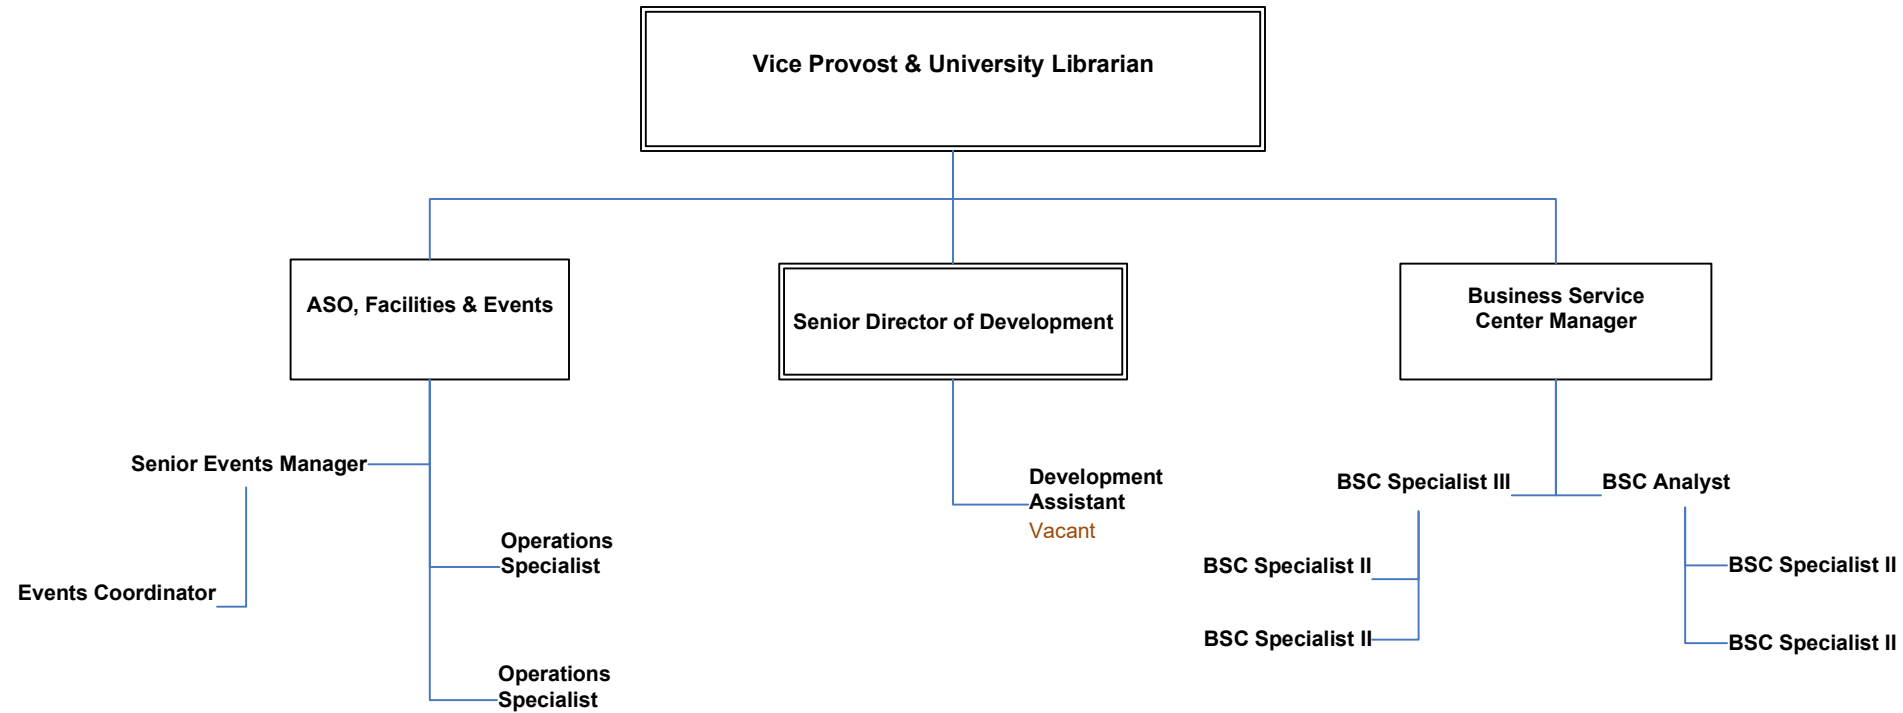 Vice Provost & University Librarian
ASO, Facilities & Events
Senior Director of Development
Business Service
Center Manager
Senior Events Manager
Events Coordinator
Operations
Specialist
Operations
Specialist
Development
Assistant
Vacant
BSC Specialist III
BSC Specialist II
BSC Specialist II
BSC Analyst
BSC Specialist II
BSC Specialist II